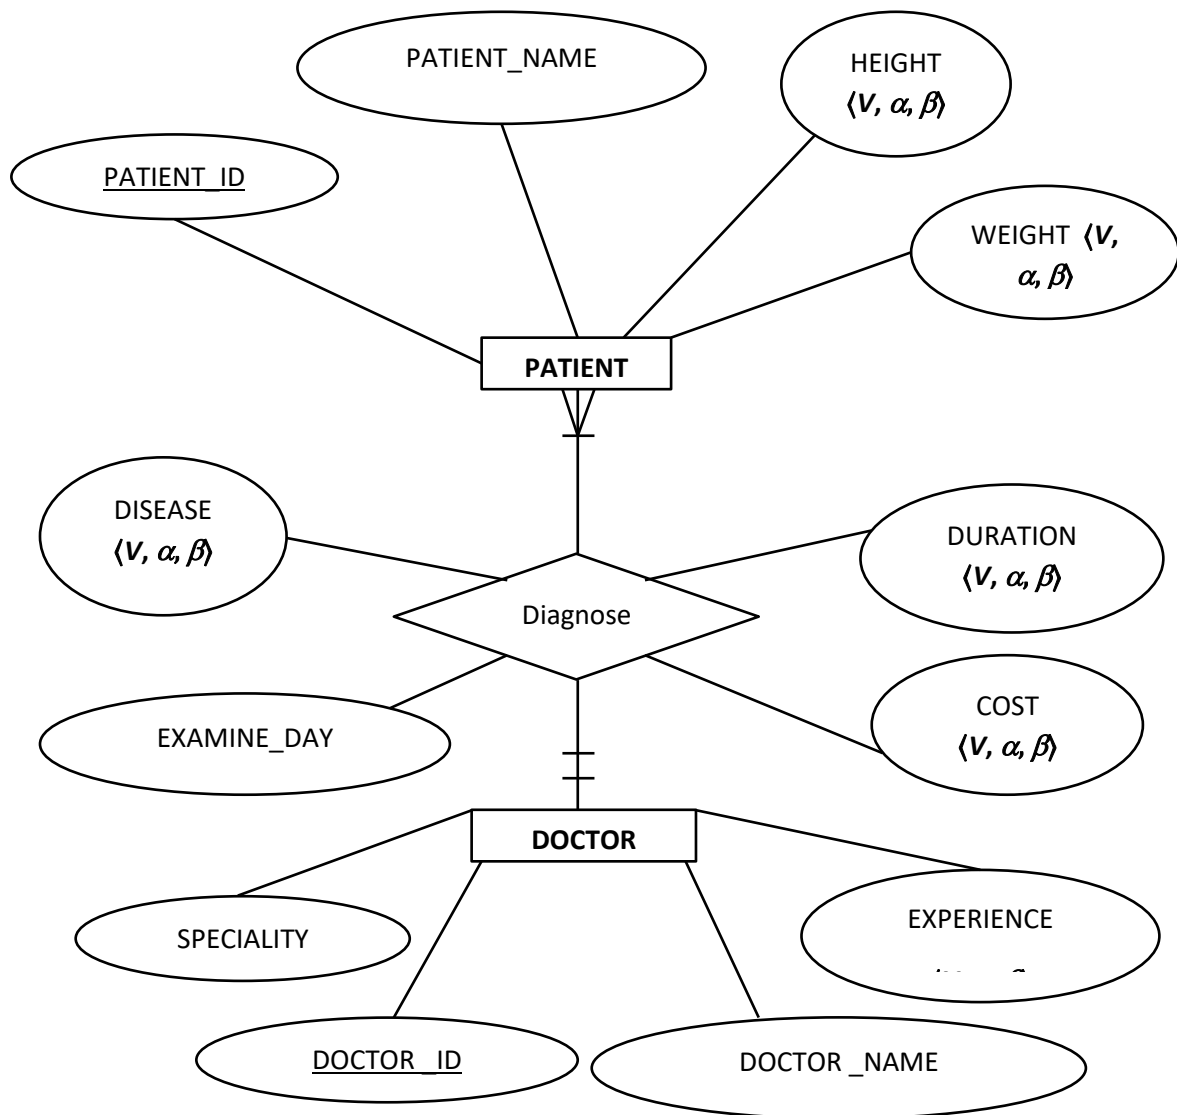 PATIENT_NAME
HEIGHT
⟨V, α, β⟩
PATIENT_ID
WEIGHT ⟨V,
α, β⟩
PATIENT
DISEASE
⟨V, α, β⟩
DURATION
⟨V, α, β⟩
Diagnose
COST
⟨V, α, β⟩
EXAMINE_DAY
DOCTOR
SPECIALITY
EXPERIENCE
DOCTOR _ID
DOCTOR _NAME